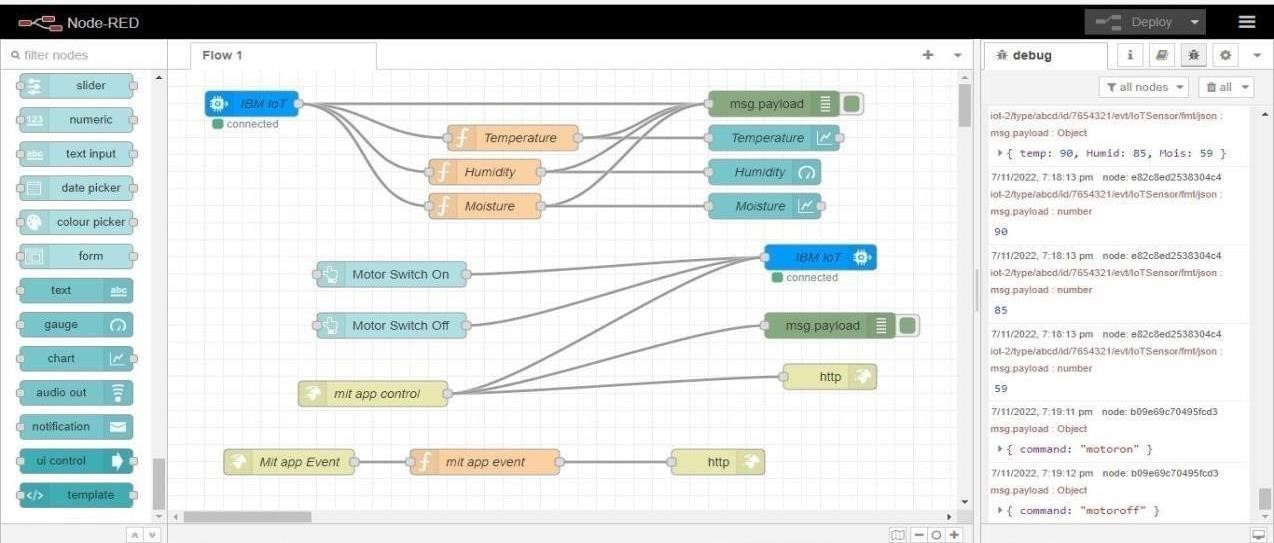 Node-RED
Deploy
filter nodes
slider
numeric
text input
date picker
colour picker
form
text
gauge
chart
audio out
notification
ui control
template
123
abc
abc
</>
Flow 1
IBM IoT
connected
Temperature
Humidity
Moisture
msg.payload
Temperature
Humidity
Moisture
Motor Switch On
Motor Switch Off
mit app control
IBM IoT
connected
msg.payload
http
Mit app Event
mit app event
http
debug
all nodes
all
iot-2/type/abcd/id/7654321/evt/IoTSensor/fmt/json :
msg.payload : Object
{ temp: 90, Humid: 85, Mois: 59 }
7/11/2022, 7:18:13 pm node: e82c8ed2538304c4
iot-2/type/abcd/id/7654321/evt/IoTSensor/fmt/json :
msg.payload : number
90
7/11/2022, 7:18:13 pm node: e82c8ed2538304c4
iot-2/type/abcd/id/7654321/evt/IoTSensor/fmt/json :
msg.payload : number
85
7/11/2022, 7:18:13 pm node: e82c8ed2538304c4
iot-2/type/abcd/id/7654321/evt/IoTSensor/fmt/json :
msg.payload : number
59
7/11/2022, 7:19:11 pm node: b09e69c70495fcd3
msg.payload : Object
{ command: "motoron" }
7/11/2022, 7:19:12 pm node: b09e69c70495fcd3
msg.payload : Object
{ command: "motoroff" }